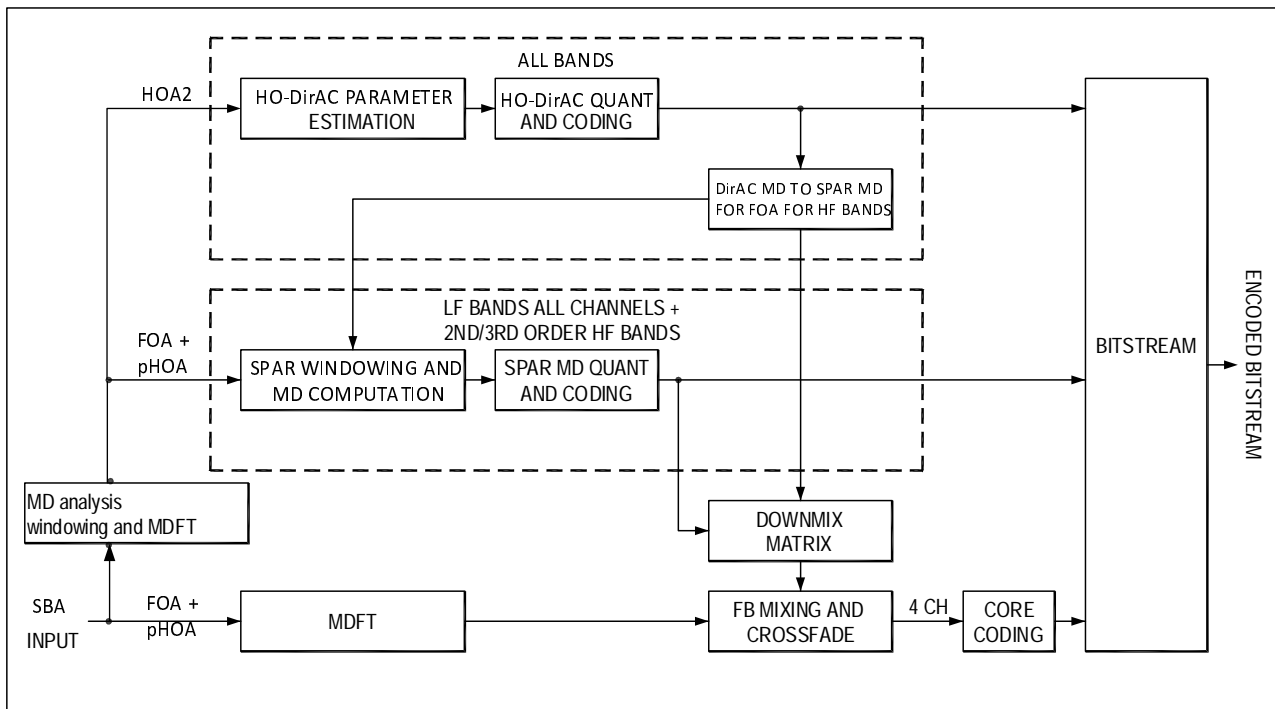 ALL BANDS
HOA2
HO-DirAC PARAMETER
ESTIMATION
HO-DirAC QUANT
AND CODING
DirAC MD TO SPAR MD
FOR FOA FOR HF BANDS
LF BANDS ALL CHANNELS +
2ND/3RD ORDER HF BANDS
FOA +
pHOA
SPAR WINDOWING AND
MD COMPUTATION
SPAR MD QUANT
AND CODING
BITSTREAM
ENCODED BITSTREAM
MD analysis
windowing and MDFT
DOWNMIX
MATRIX
SBA
INPUT
FOA +
pHOA
MDFT
FB MIXING AND
CROSSFADE
4 CH
CORE
CODING